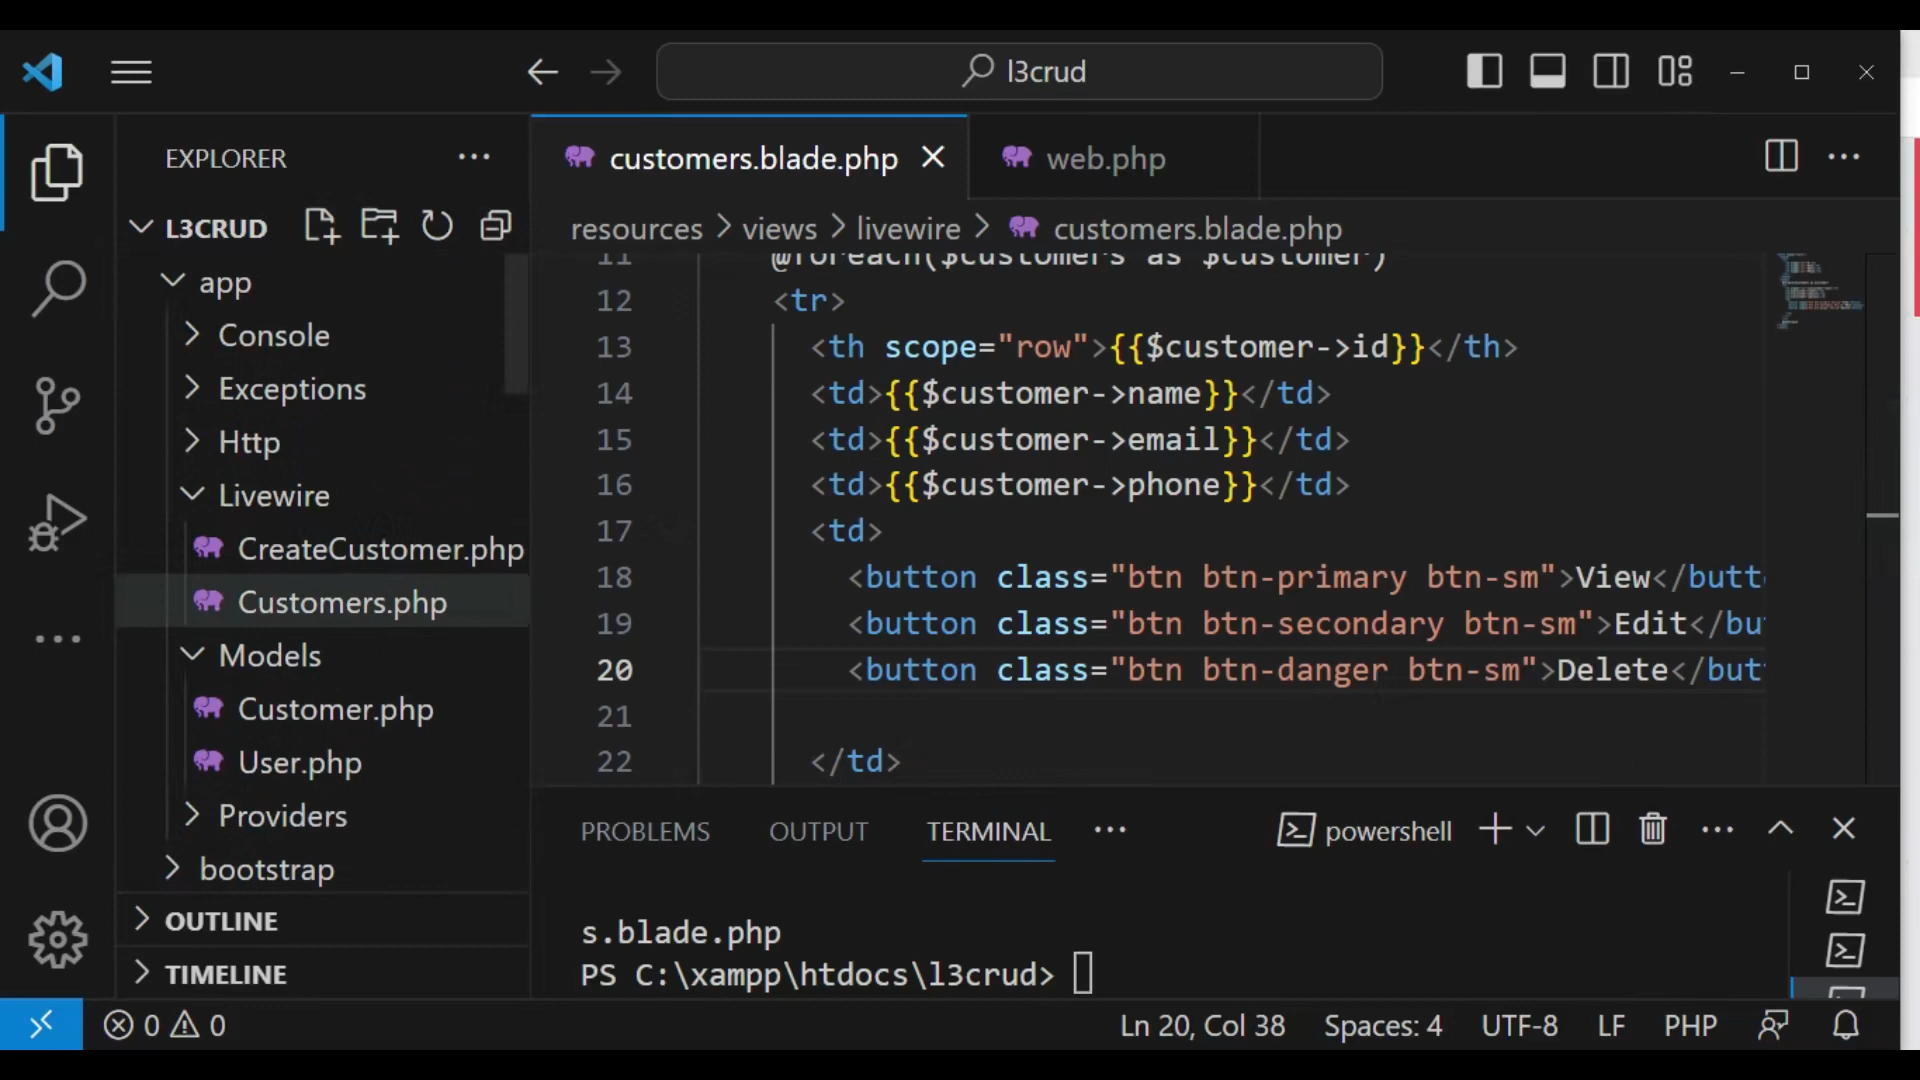 l3crud
EXPLORER
customers.blade.php
web.php
L3CRUD
resources > views > livewire > customers.blade.php
app
Console
Exceptions
Http
Livewire
CreateCustomer.php
Customers.php
Models
Customer.php
User.php
Providers
bootstrap
OUTLINE
TIMELINE
11 @foreach($customers as $customer)
12 <tr>
13 <th scope="row">{{$customer->id}}</th>
14 <td>{{$customer->name}}</td>
15 <td>{{$customer->email}}</td>
16 <td>{{$customer->phone}}</td>
17 <td>
18 <button class="btn btn-primary btn-sm">View</butt
19 <button class="btn btn-secondary btn-sm">Edit</bu
20 <button class="btn btn-danger btn-sm">Delete</but
21
22 </td>
PROBLEMS OUTPUT TERMINAL
powershell
s.blade.php
PS C:\xampp\htdocs\l3crud>
0 0
Ln 20, Col 38 Spaces: 4 UTF-8 LF PHP